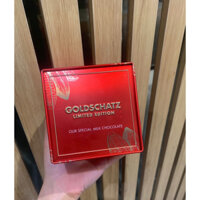 GOLDSCHATZ
LIMITED EDITION
OUR SPECIAL MILK CHOCOLATE